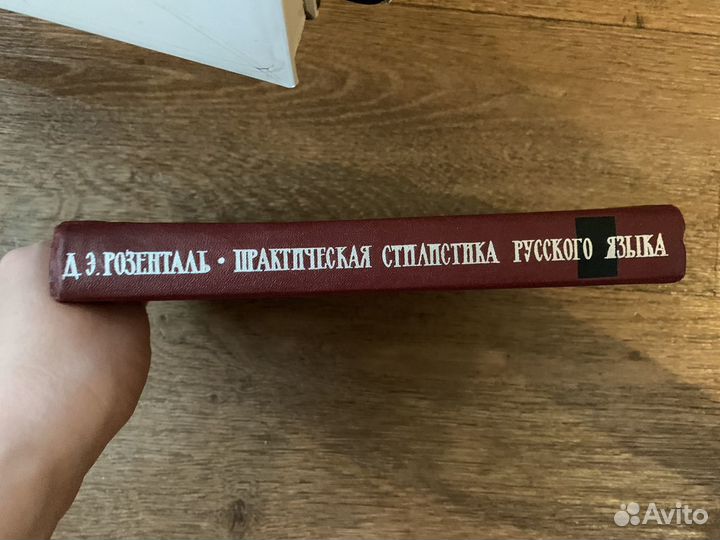 Д. Э. РОЗЕНТАЛЬ • ПРАКТИЧЕСКАЯ СТИЛИСТИКА РУССКОГО ЯЗЫКА
Avito